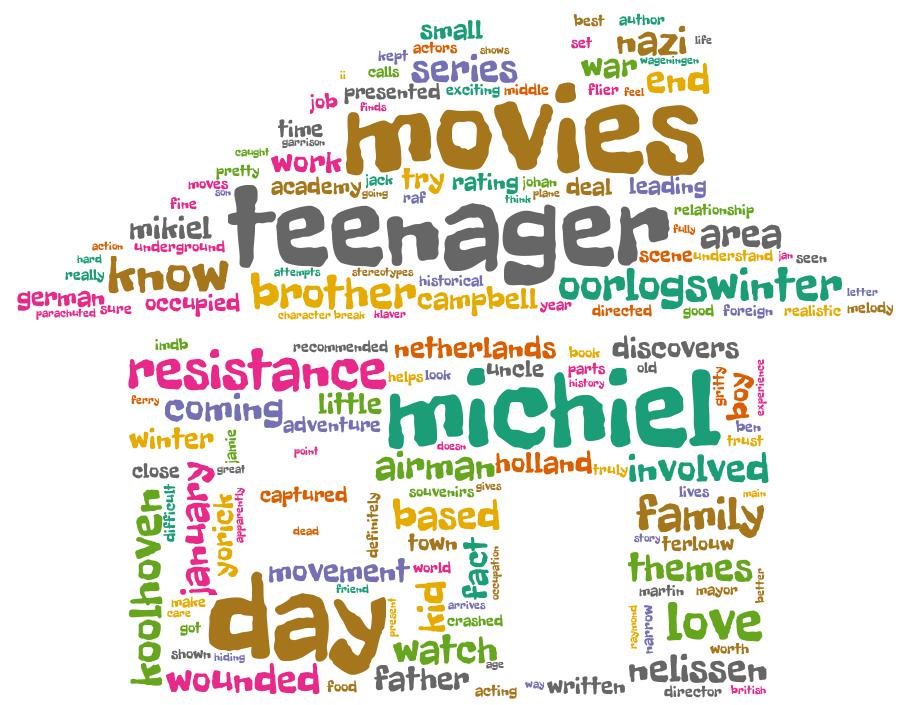 best author
small
set nazi life
actors
kept shows
war wageningen
calls series
ii end
presented exciting middle flier feel
job finds
movies
time
garrison
caught work
pretty
academy jack try rating johan deal leading
moves going
son raf think plane
fine teenager relationship
mikiel fully area
action underground
hard scene understand jan seen
really know attempts stereotypes
brother historical oorlogswinter letter
german occupied campbell year
parachuted sure character break klaver directed good foreign realistic melody
imdb recommended netherlands book discovers
resistance uncle parts old
helps look history gritty boy experience
ferry coming little michiel
adventure ben
winter jamie doesn trust
point
close great airman holland truly involved
january difficult souvenirs gives lives main
koolhoven yorick apparently captured definitely based family
dead town fact occupation story terlouw
movement world themes
friend martin mayor better
make day present kid arrives
care raymond narrow love
got crashed
shown hiding watch worth
age
wounded food father nelissen
acting way written director british